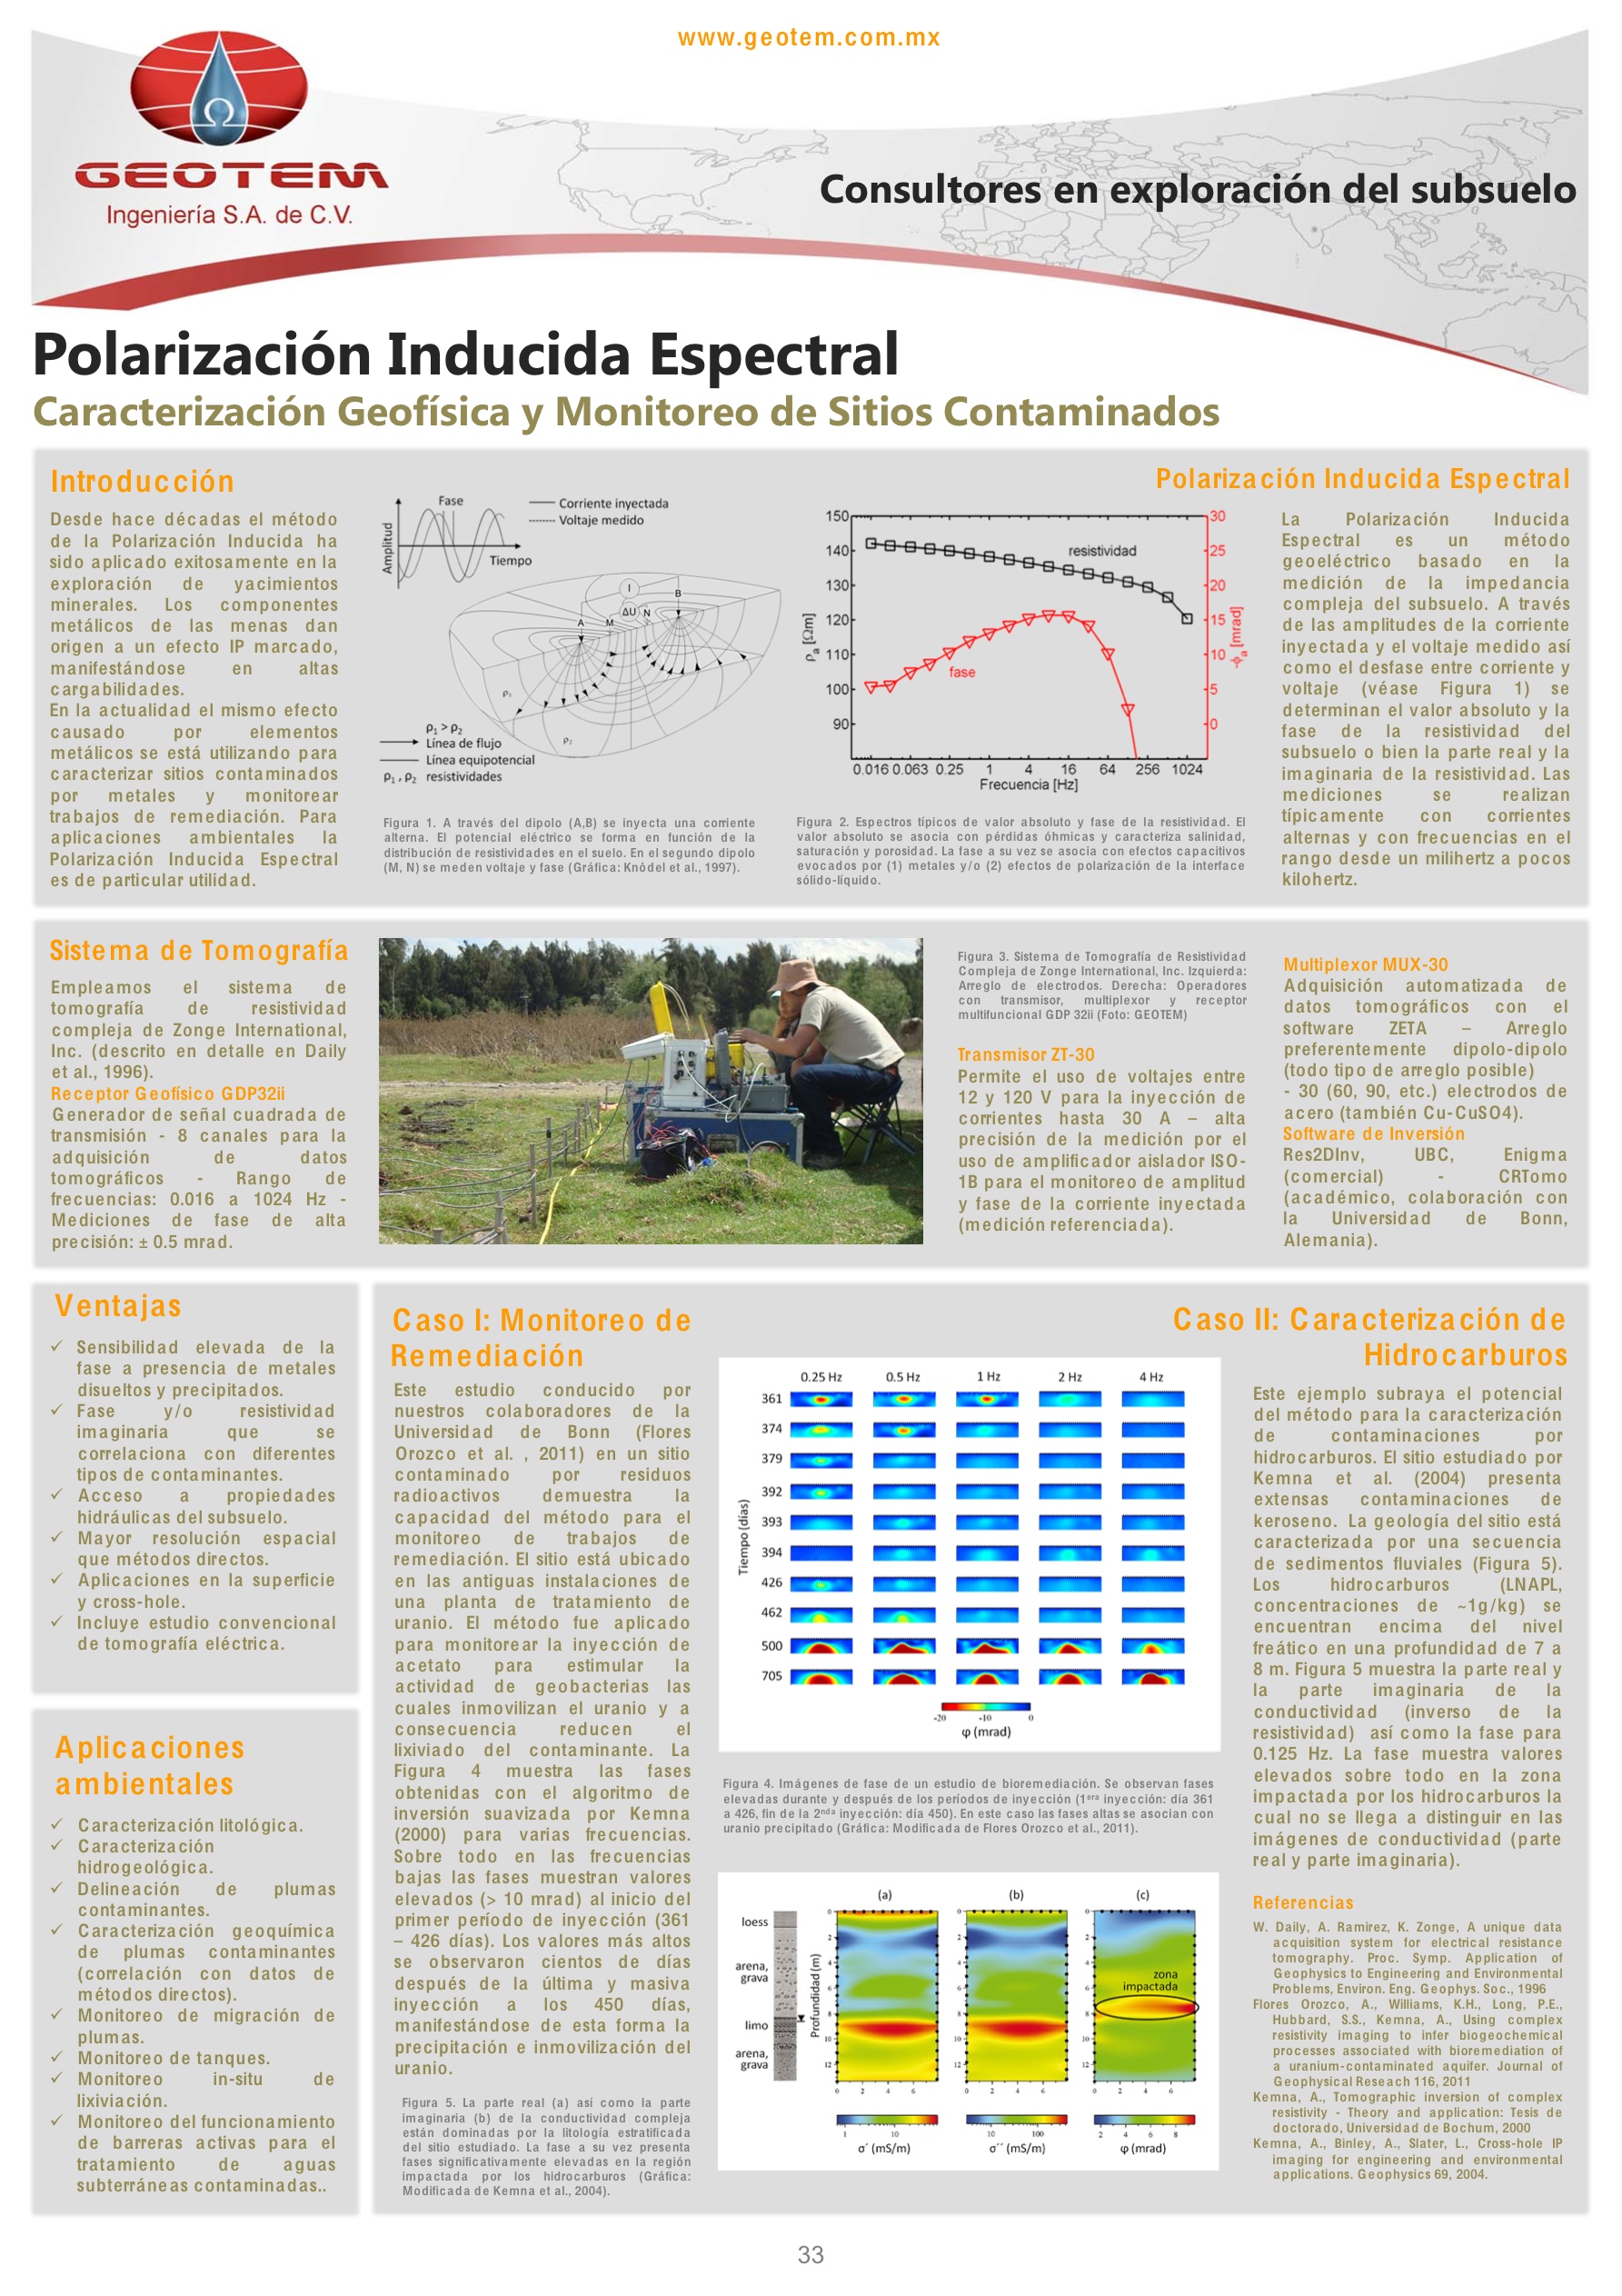 www.geotem.com.mx
GEOTEM
Ingeniería S.A. de C.V.
Consultores en exploración del subsuelo
Polarización Inducida Espectral
Caracterización Geofísica y Monitoreo de Sitios Contaminados
Introducción
Desde hace décadas el método
de la Polarización Inducida ha
sido aplicado exitosamente en la
exploración de yacimientos
minerales. Los componentes
metálicos de las menas dan
origen a un efecto IP marcado,
manifestándose en altas
cargabilidades.
En la actualidad el mismo efecto
causado por elementos
metálicos se está utilizando para
caracterizar sitios contaminados
por metales y monitorear
trabajos de remediación. Para
aplicaciones ambientales la
Polarización Inducida Espectral
es de particular utilidad.
Fase
Corriente inyectada
Voltaje medido
Amplitud
Tiempo
I
ΔU
A
M
N
B
ρ₁
ρ₂
ρ₁ > ρ₂
Línea de flujo
Línea equipotencial
ρ₁ , ρ₂ resistividades
Figura 1. A través del dipolo (A,B) se inyecta una corriente
alterna. El potencial eléctrico se forma en función de la
distribución de resistividades en el suelo. En el segundo dipolo
(M, N) se meden voltaje y fase (Gráfica: Knödel et al., 1997).
150
140
130
120
110
100
90
ρa [Ωm]
resistividad
fase
30
25
20
15
10
5
0
-ϕa [mrad]
0.016 0.063 0.25 1 4 16 64 256 1024
Frecuencia [Hz]
Figura 2. Espectros típicos de valor absoluto y fase de la resistividad. El
valor absoluto se asocia con pérdidas óhmicas y caracteriza salinidad,
saturación y porosidad. La fase a su vez se asocia con efectos capacitivos
evocados por (1) metales y/o (2) efectos de polarización de la interface
sólido-líquido.
Polarización Inducida Espectral
La Polarización Inducida
Espectral es un método
geoeléctrico basado en la
medición de la impedancia
compleja del subsuelo. A través
de las amplitudes de la corriente
inyectada y el voltaje medido así
como el desfase entre corriente y
voltaje (véase Figura 1) se
determinan el valor absoluto y la
fase de la resistividad del
subsuelo o bien la parte real y la
imaginaria de la resistividad. Las
mediciones se realizan
típicamente con corrientes
alternas y con frecuencias en el
rango desde un milihertz a pocos
kilohertz.
Sistema de Tomografía
Empleamos el sistema de
tomografía de resistividad
compleja de Zonge International,
Inc. (descrito en detalle en Daily
et al., 1996).
Receptor Geofísico GDP32ii
Generador de señal cuadrada de
transmisión - 8 canales para la
adquisición de datos
tomográficos - Rango de
frecuencias: 0.016 a 1024 Hz -
Mediciones de fase de alta
precisión: ± 0.5 mrad.
Figura 3. Sistema de Tomografía de Resistividad
Compleja de Zonge International, Inc. Izquierda:
Arreglo de electrodos. Derecha: Operadores
con transmisor, multiplexor y receptor
multifuncional GDP 32ii (Foto: GEOTEM)
Transmisor ZT-30
Permite el uso de voltajes entre
12 y 120 V para la inyección de
corrientes hasta 30 A – alta
precisión de la medición por el
uso de amplificador aislador ISO-
1B para el monitoreo de amplitud
y fase de la corriente inyectada
(medición referenciada).
Multiplexor MUX-30
Adquisición automatizada de
datos tomográficos con el
software ZETA – Arreglo
preferentemente dipolo-dipolo
(todo tipo de arreglo posible)
- 30 (60, 90, etc.) electrodos de
acero (también Cu-CuSO4).
Software de Inversión
Res2DInv, UBC, Enigma
(comercial) - CRTomo
(académico, colaboración con
la Universidad de Bonn,
Alemania).
Ventajas
✓ Sensibilidad elevada de la
fase a presencia de metales
disueltos y precipitados.
✓ Fase y/o resistividad
imaginaria que se
correlaciona con diferentes
tipos de contaminantes.
✓ Acceso a propiedades
hidráulicas del subsuelo.
✓ Mayor resolución espacial
que métodos directos.
✓ Aplicaciones en la superficie
y cross-hole.
✓ Incluye estudio convencional
de tomografía eléctrica.
Aplicaciones
ambientales
✓ Caracterización litológica.
✓ Caracterización
hidrogeológica.
✓ Delineación de plumas
contaminantes.
✓ Caracterización geoquímica
de plumas contaminantes
(correlación con datos de
métodos directos).
✓ Monitoreo de migración de
plumas.
✓ Monitoreo de tanques.
✓ Monitoreo in-situ de
lixiviación.
✓ Monitoreo del funcionamiento
de barreras activas para el
tratamiento de aguas
subterráneas contaminadas..
Caso I: Monitoreo de
Remediación
Este estudio conducido por
nuestros colaboradores de la
Universidad de Bonn (Flores
Orozco et al. , 2011) en un sitio
contaminado por residuos
radioactivos demuestra la
capacidad del método para el
monitoreo de trabajos de
remediación. El sitio está ubicado
en las antiguas instalaciones de
una planta de tratamiento de
uranio. El método fue aplicado
para monitorear la inyección de
acetato para estimular la
actividad de geobacterias las
cuales inmovilizan el uranio y a
consecuencia reducen el
lixiviado del contaminante. La
Figura 4 muestra las fases
obtenidas con el algoritmo de
inversión suavizada por Kemna
(2000) para varias frecuencias.
Sobre todo en las frecuencias
bajas las fases muestran valores
elevados (> 10 mrad) al inicio del
primer período de inyección (361
– 426 días). Los valores más altos
se observaron cientos de días
después de la última y masiva
inyección a los 450 días,
manifestándose de esta forma la
precipitación e inmovilización del
uranio.
Figura 5. La parte real (a) así como la parte
imaginaria (b) de la conductividad compleja
están dominadas por la litología estratificada
del sitio estudiado. La fase a su vez presenta
fases significativamente elevadas en la región
impactada por los hidrocarburos (Gráfica:
Modificada de Kemna et al., 2004).
0.25 Hz 0.5 Hz 1 Hz 2 Hz 4 Hz
Tiempo (días)
361
374
379
392
393
394
426
462
500
705
-20 -10 0
φ (mrad)
Figura 4. Imágenes de fase de un estudio de bioremediación. Se observan fases
elevadas durante y después de los períodos de inyección (1era inyección: día 361
a 426, fin de la 2nda inyección: día 450). En este caso las fases altas se asocian con
uranio precipitado (Gráfica: Modificada de Flores Orozco et al., 2011).
(a) (b) (c)
loess
arena,
grava
limo
arena,
grava
Profundidad (m)
0 0 0
2 2 2
4 4 4
6 6 6
8 8 8
10 10 10
12 12 12
zona
impactada
0 2 4 6 0 2 4 6 0 2 4 6
1 10 10 100 2 4 6 8
σ´ (mS/m) σ´´ (mS/m) φ (mrad)
Caso II: Caracterización de
Hidrocarburos
Este ejemplo subraya el potencial
del método para la caracterización
de contaminaciones por
hidrocarburos. El sitio estudiado por
Kemna et al. (2004) presenta
extensas contaminaciones de
keroseno. La geología del sitio está
caracterizada por una secuencia
de sedimentos fluviales (Figura 5).
Los hidrocarburos (LNAPL,
concentraciones de ~1g/kg) se
encuentran encima del nivel
freático en una profundidad de 7 a
8 m. Figura 5 muestra la parte real y
la parte imaginaria de la
conductividad (inverso de la
resistividad) así como la fase para
0.125 Hz. La fase muestra valores
elevados sobre todo en la zona
impactada por los hidrocarburos la
cual no se llega a distinguir en las
imágenes de conductividad (parte
real y parte imaginaria).
Referencias
W. Daily, A. Ramirez, K. Zonge, A unique data
acquisition system for electrical resistance
tomography. Proc. Symp. Application of
Geophysics to Engineering and Environmental
Problems, Environ. Eng. Geophys. Soc., 1996
Flores Orozco, A., Williams, K.H., Long, P.E.,
Hubbard, S.S., Kemna, A., Using complex
resistivity imaging to infer biogeochemical
processes associated with bioremediation of
a uranium-contaminated aquifer. Journal of
Geophysical Reseach 116, 2011
Kemna, A., Tomographic inversion of complex
resistivity - Theory and application: Tesis de
doctorado, Universidad de Bochum, 2000
Kemna, A., Binley, A., Slater, L., Cross-hole IP
imaging for engineering and environmental
applications. Geophysics 69, 2004.
33